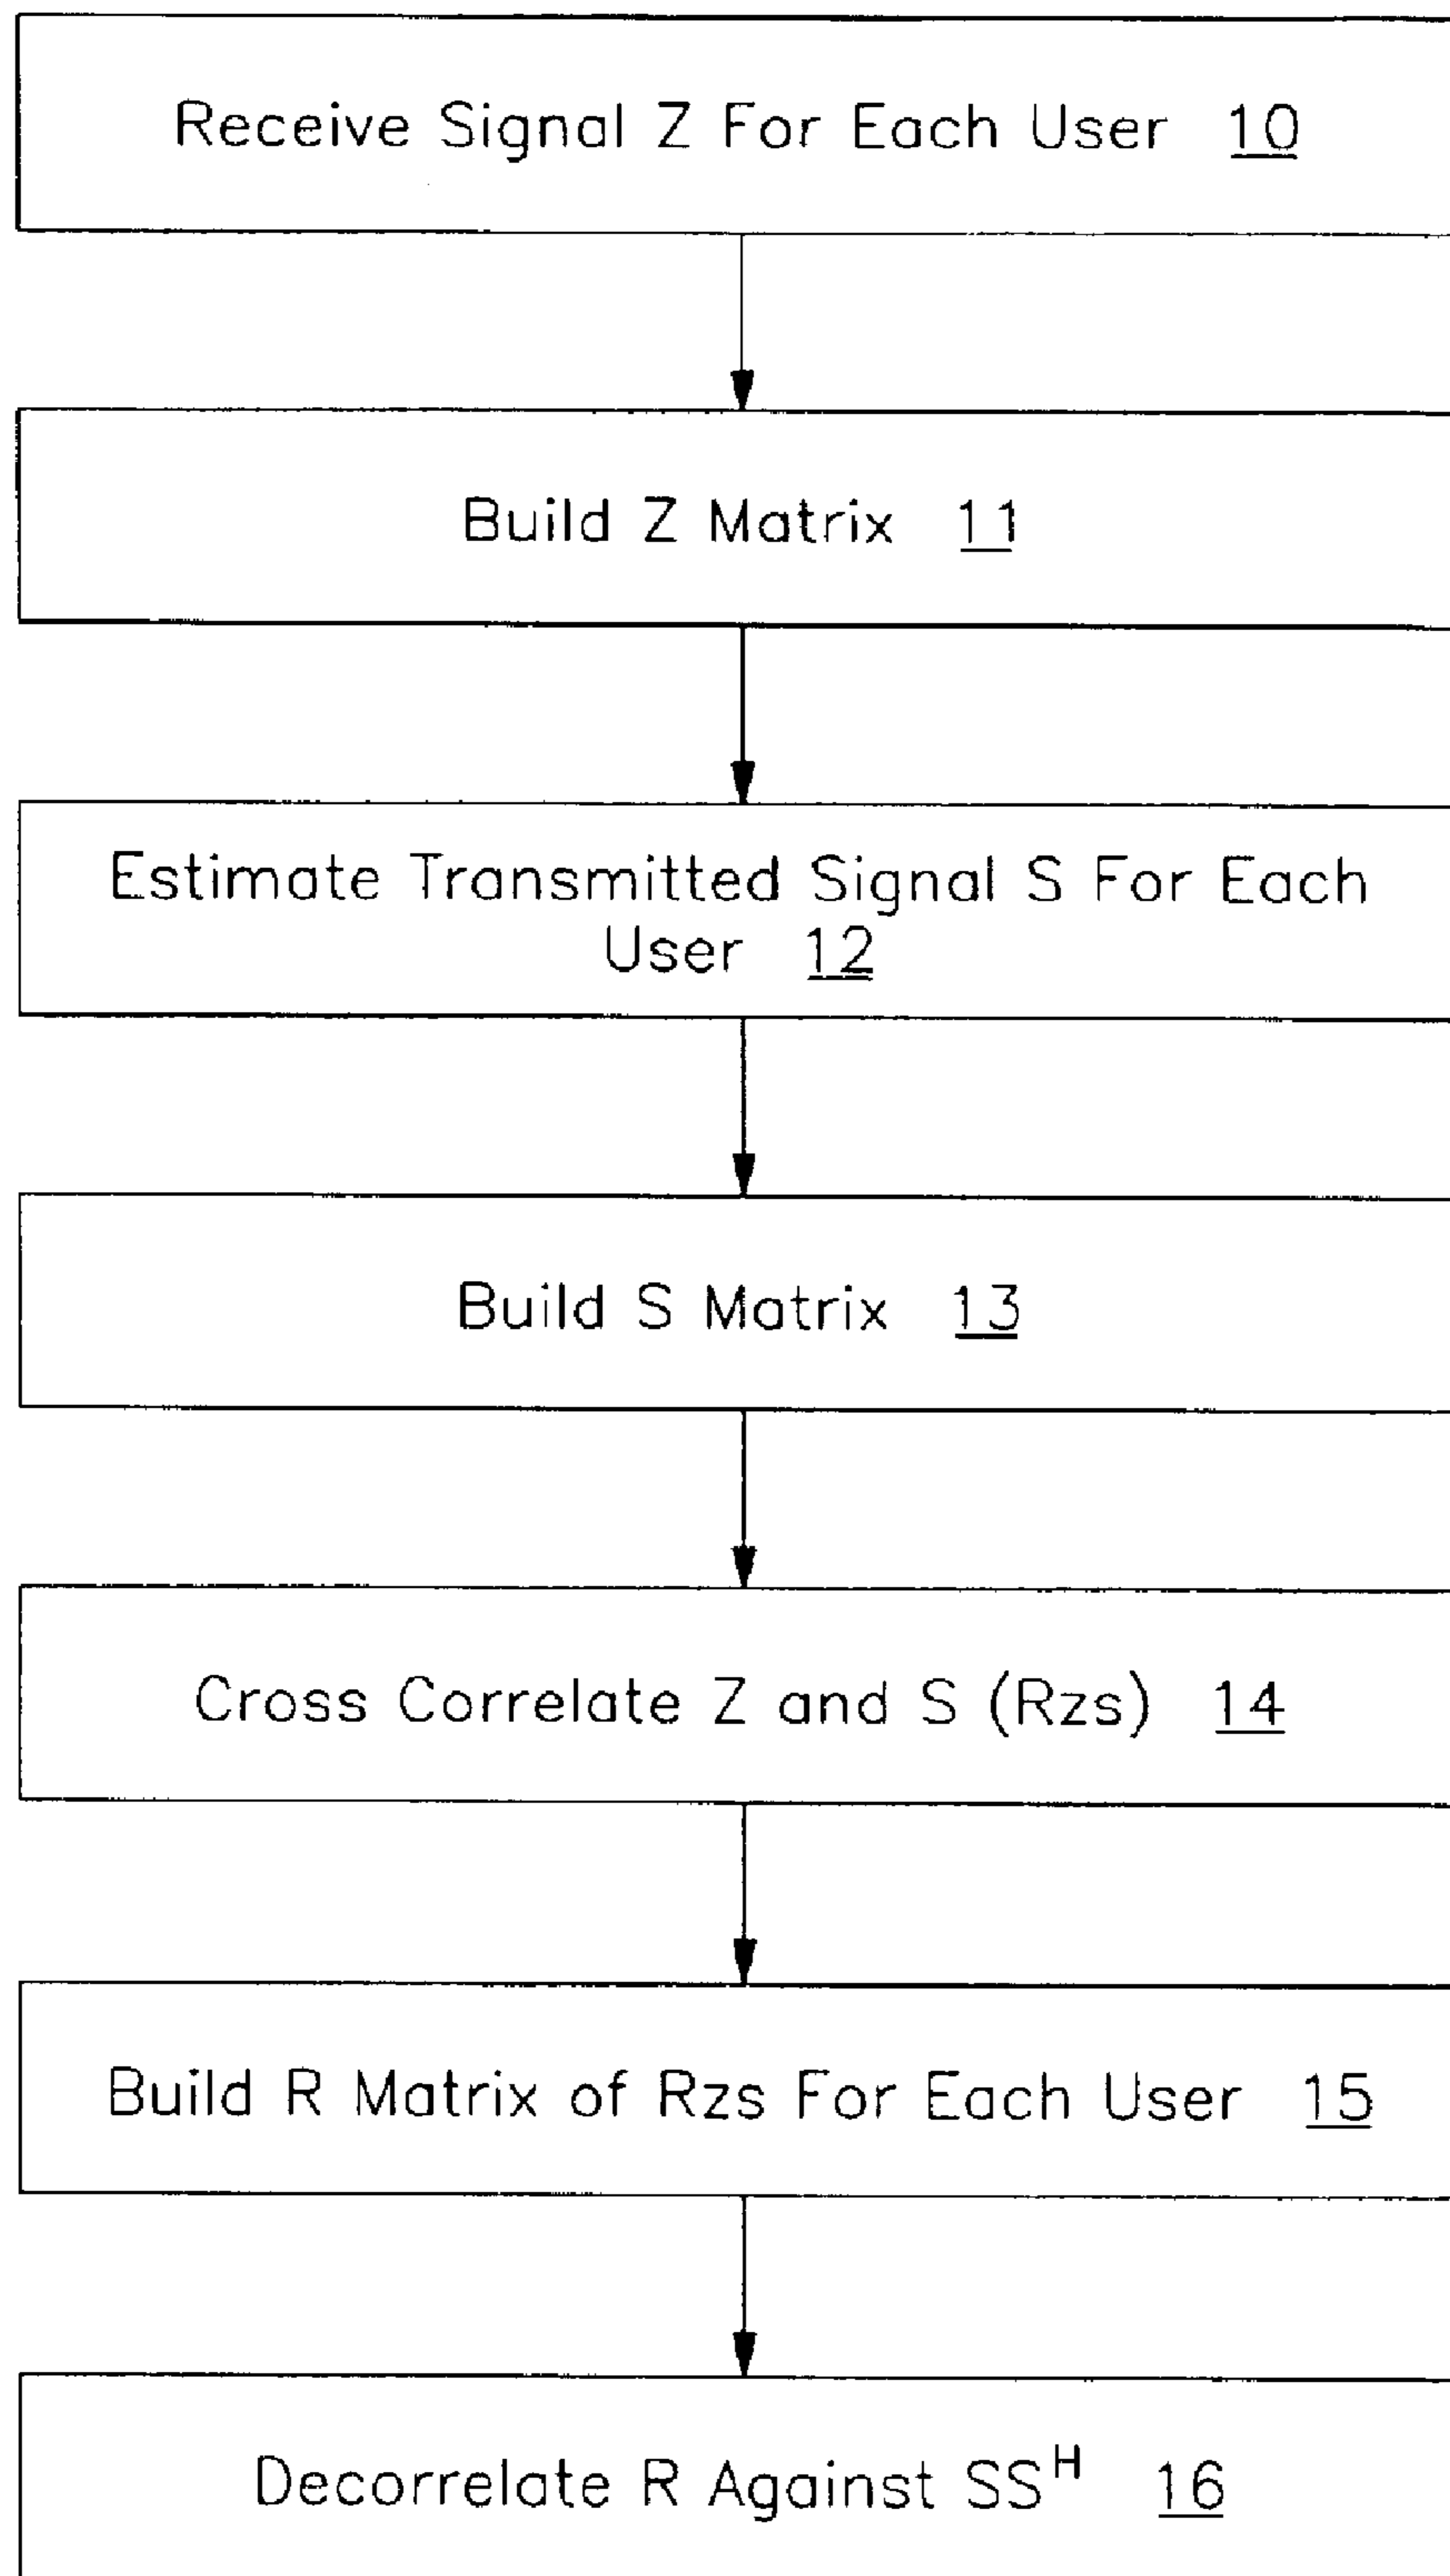 Receive Signal Z For Each User 10
Build Z Matrix 11
Estimate Transmitted Signal S For Each
User 12
Build S Matrix 13
Cross Correlate Z and S (Rzs) 14
Build R Matrix of Rzs For Each User 15
Decorrelate R Against SS^H 16